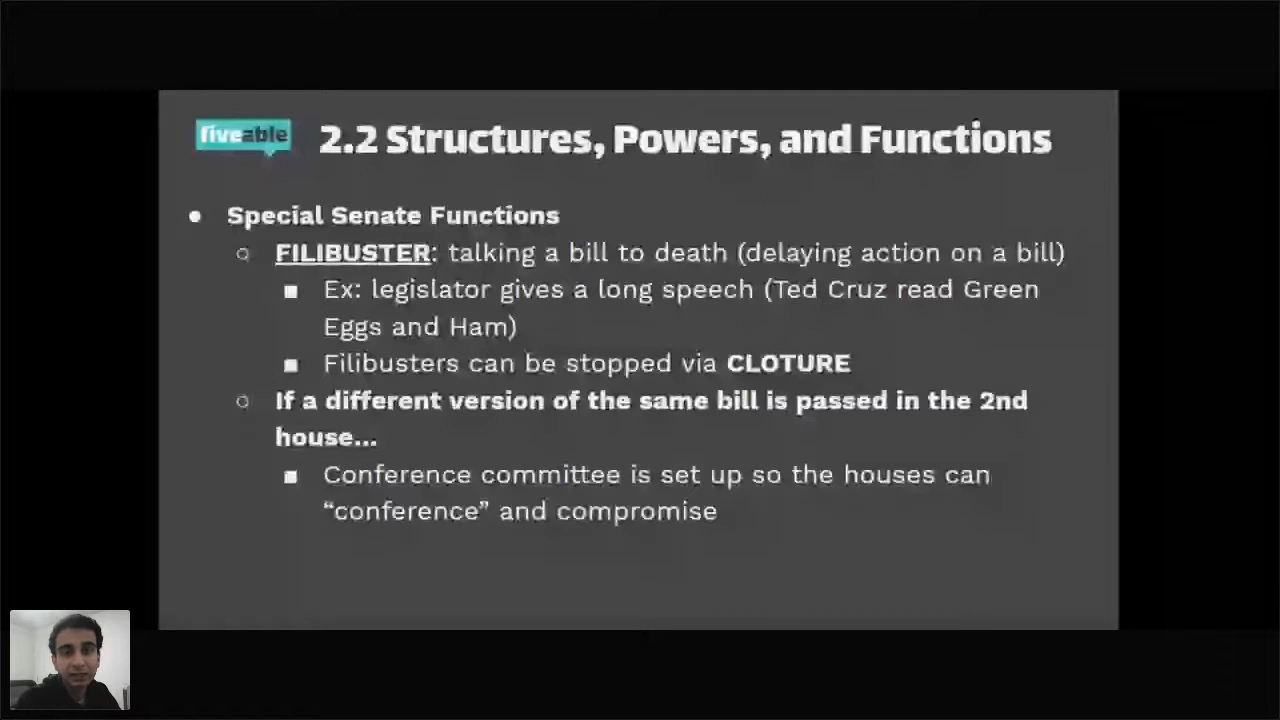 fiveable
2.2 Structures, Powers, and Functions
● Special Senate Functions
○ FILIBUSTER: talking a bill to death (delaying action on a bill)
■ Ex: legislator gives a long speech (Ted Cruz read Green
Eggs and Ham)
■ Filibusters can be stopped via CLOTURE
○ If a different version of the same bill is passed in the 2nd
house...
■ Conference committee is set up so the houses can
“conference” and compromise